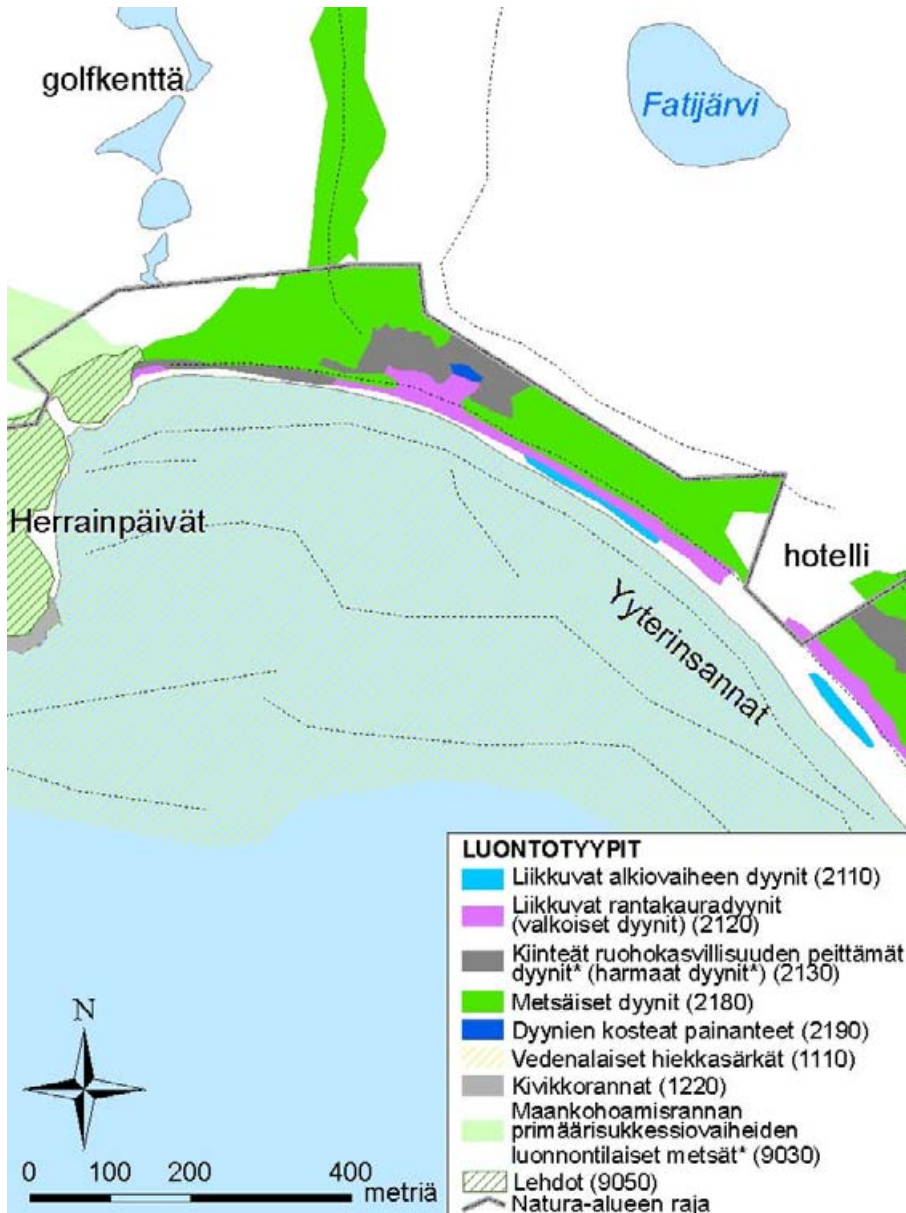 golfkenttä
Fatijärvi
Herrainpäivät
hotelli
Yyterinsannat
LUONTOTYYPIT
Liikkuvat alkiovaiheen dyynit (2110)
Liikkuvat rantakauradyynit
(valkoiset dyynit) (2120)
Kiinteät ruohokasvillisuuden peittämät
dyynit* (harmaat dyynit*) (2130)
Metsäiset dyynit (2180)
Dyynien kosteat painanteet (2190)
Vedenalaiset hiekkasärkät (1110)
Kivikkorannat (1220)
Maankohoamisrannan
primäärisukkessiovaiheiden
luonnontilaiset metsät* (9030)
Lehdot (9050)
Natura-alueen raja
N
0 100 200 400
metriä